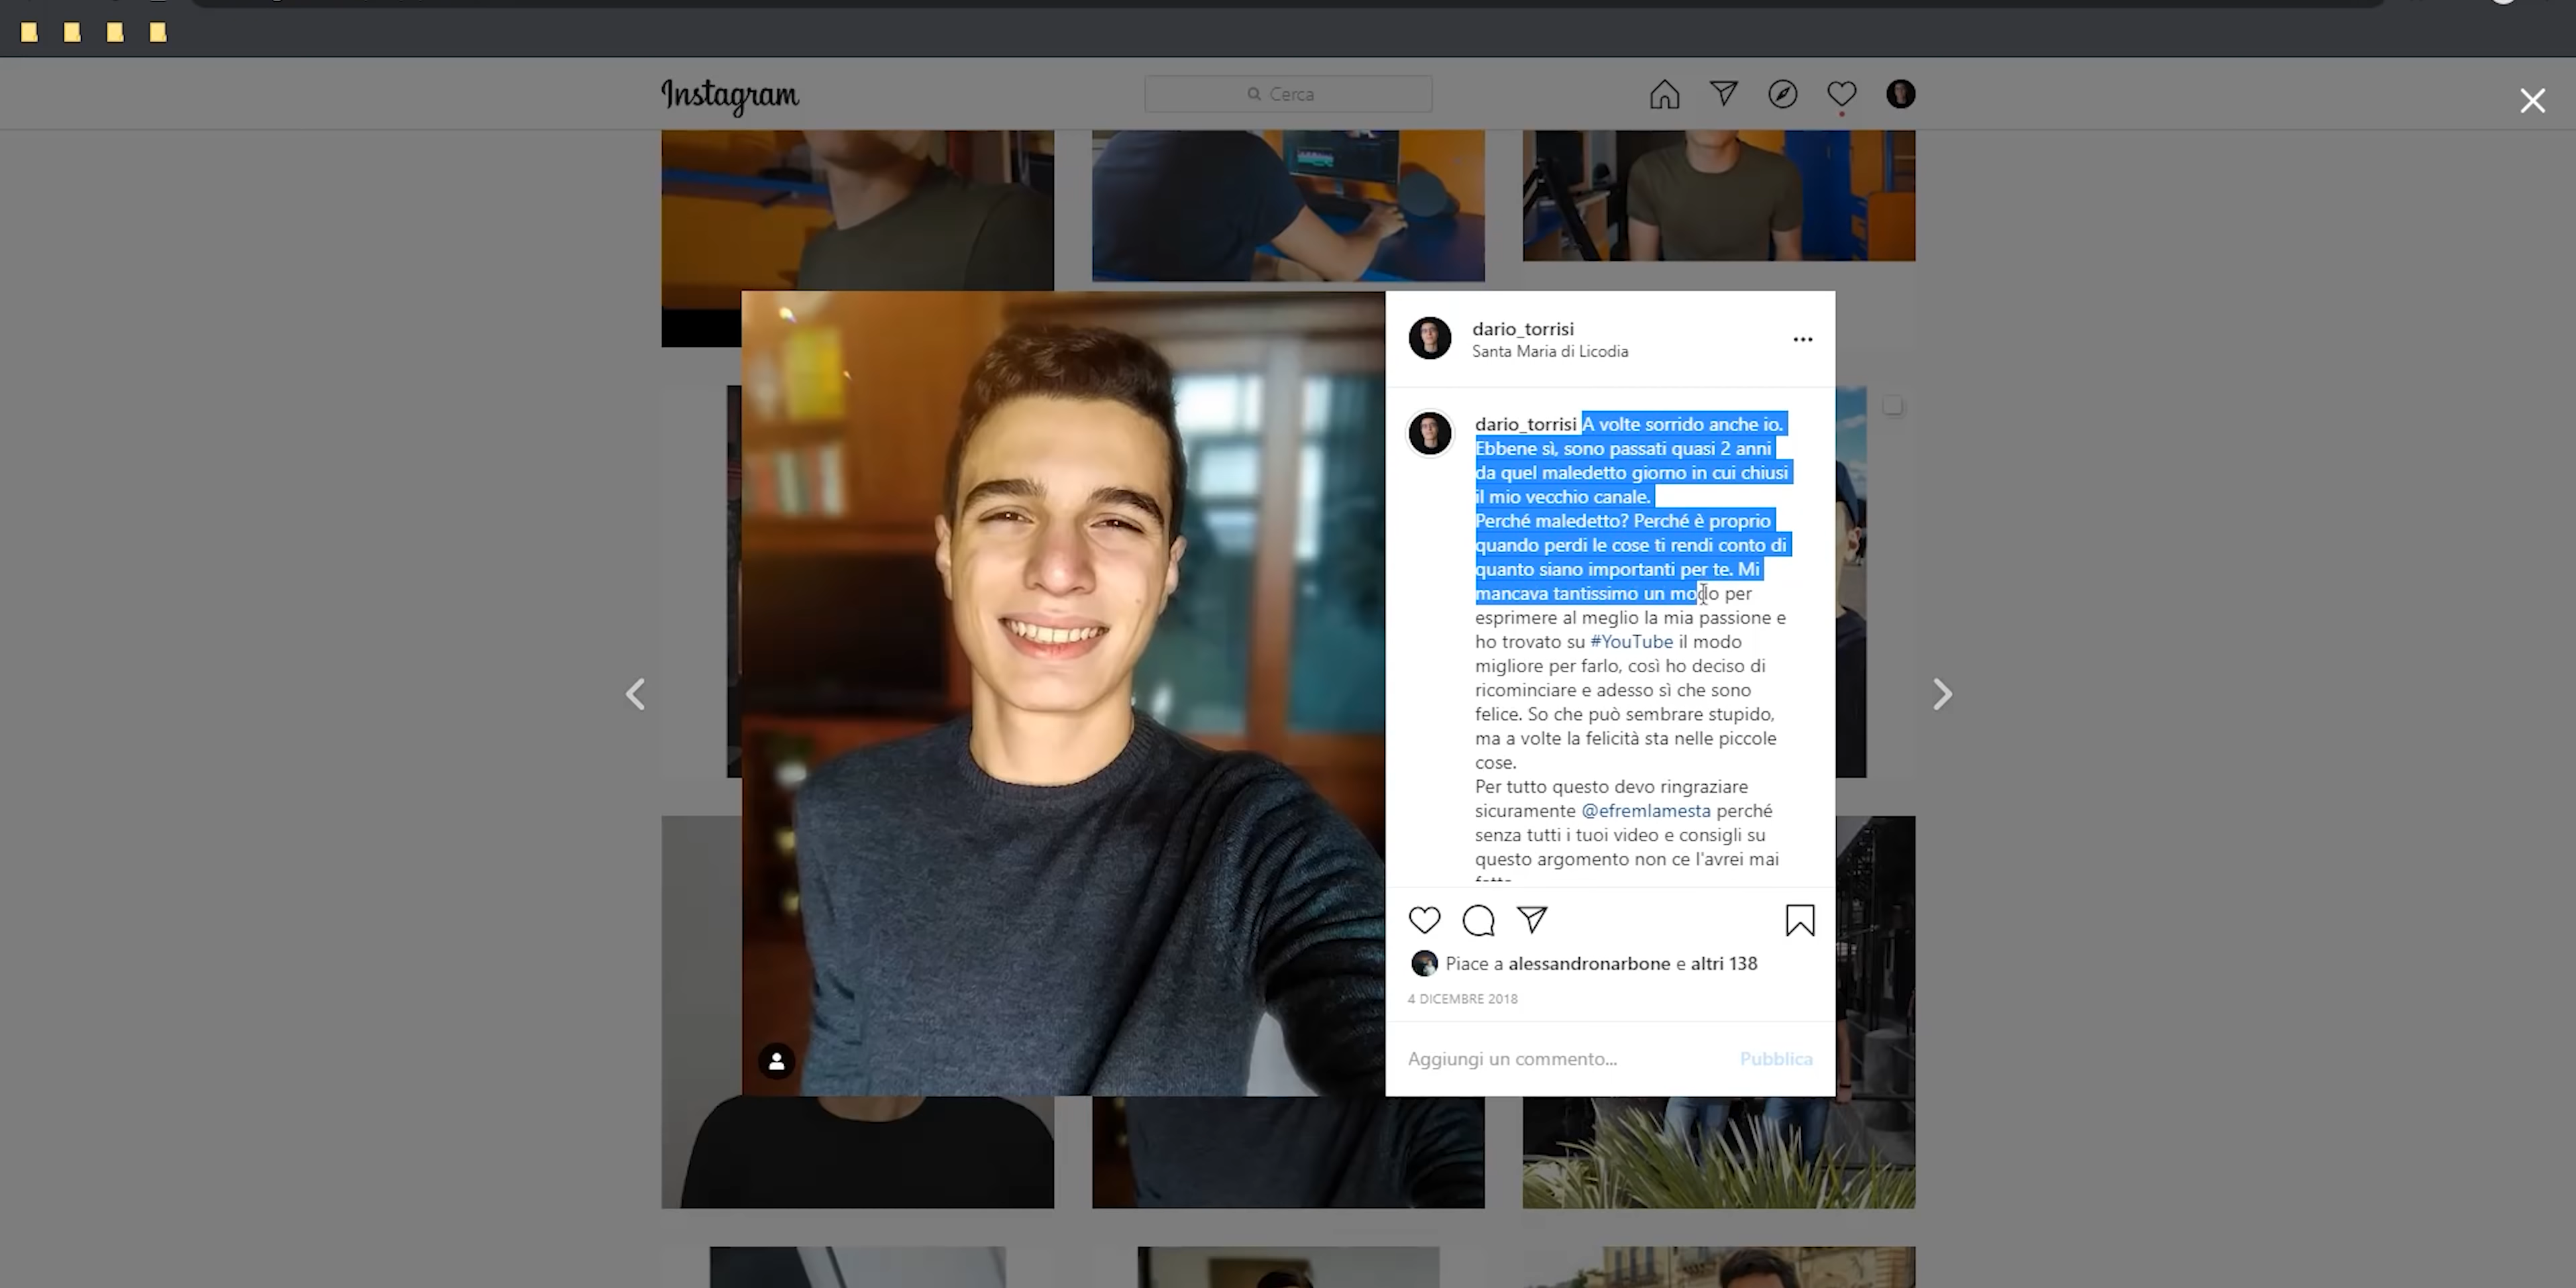 Instagram
Cerca
dario_torrisi
Santa Maria di Licodia
dario_torrisi A volte sorrido anche io.
Ebbene sì, sono passati quasi 2 anni
da quel maledetto giorno in cui chiusi
il mio vecchio canale.
Perché maledetto? Perché è proprio
quando perdi le cose ti rendi conto di
quanto siano importanti per te. Mi
mancava tantissimo un modo per
esprimere al meglio la mia passione e
ho trovato su #YouTube il modo
migliore per farlo, così ho deciso di
ricominciare e adesso sì che sono
felice. So che può sembrare stupido,
ma a volte la felicità sta nelle piccole
cose.
Per tutto questo devo ringraziare
sicuramente @efremlamesta perché
senza tutti i tuoi video e consigli su
questo argomento non ce l'avrei mai
Piace a alessandronarbone e altri 138
4 DICEMBRE 2018
Aggiungi un commento...
Pubblica